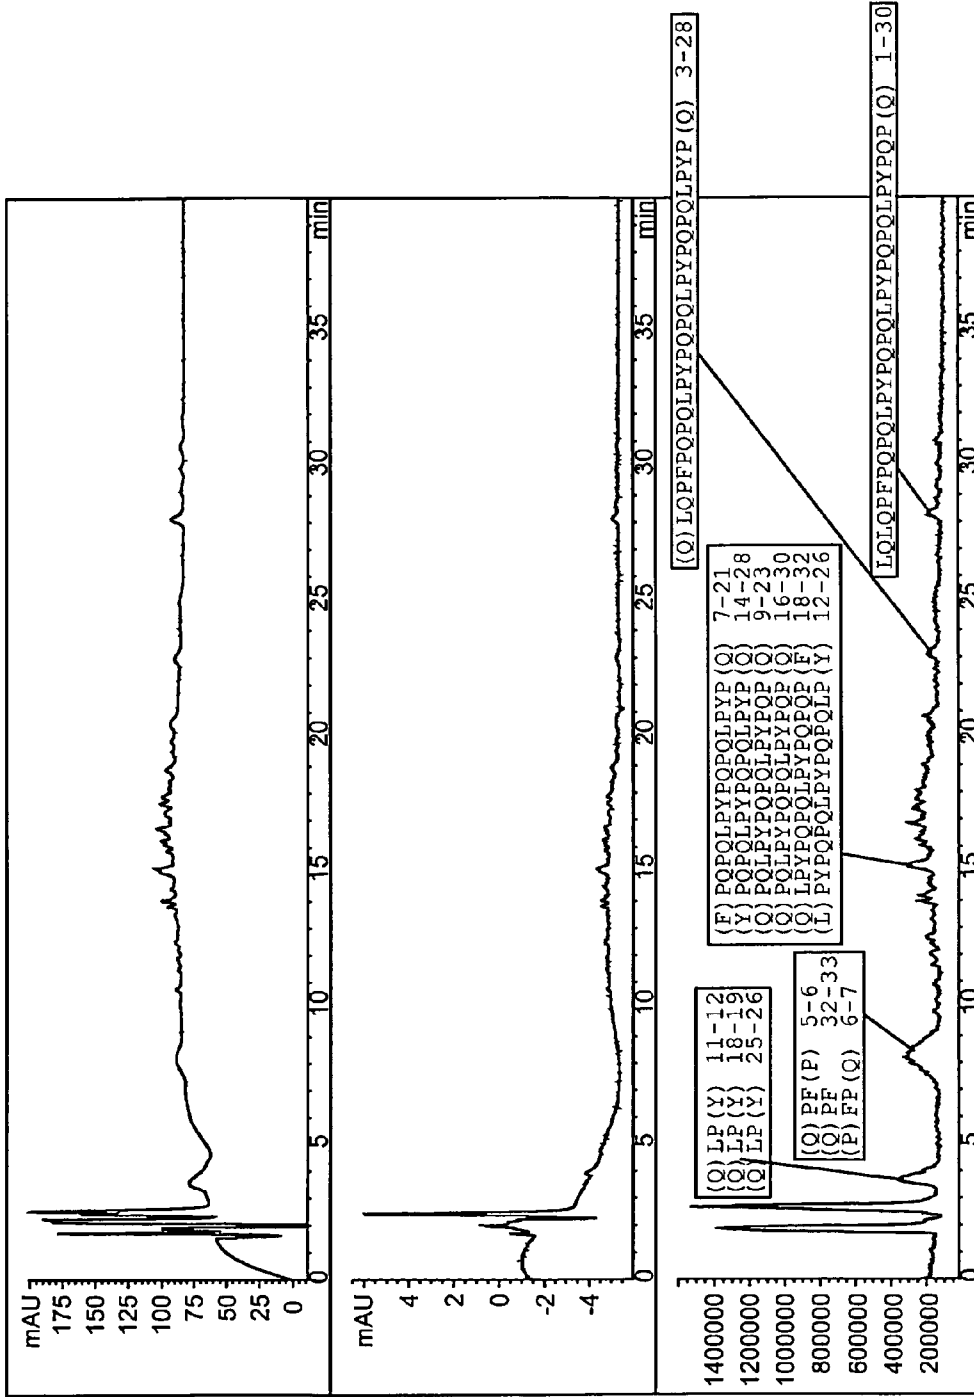 mAU
175
150
125
100
75
50
25
0
0 5 10 15 20 25 30 35 min
mAU
4
2
0
-2
-4
0 5 10 15 20 25 30 35 min
(Q)LQPFPQPQLPYPQPQLPYPQPQLPYP(Q) 3-28
(F)PQPQLPYPQPQLPYP(Q) 7-21
(Y)PQPQLPYPQPQLPYP(Q) 14-28
(Q)PQLPYPQPQLPYPQP(Q) 9-23
(Q)PQLPYPQPQLPYPQP(Q) 16-30
(Q)LPYPQPQLPYPQPQP(F) 18-32
(L)PYPQPQLPYPQPQLP(Y) 12-26
(Q)LP(Y) 11-12
(Q)LP(Y) 18-19
(Q)LP(Y) 25-26
(Q)PF(P) 5-6
(Q)PF 32-33
(P)FP(Q) 6-7
LQLQPFPQPQLPYPQPQLPYPQPQLPYPQP(Q) 1-30
1400000
1200000
1000000
800000
600000
400000
200000
0 5 10 15 20 25 30 35 min